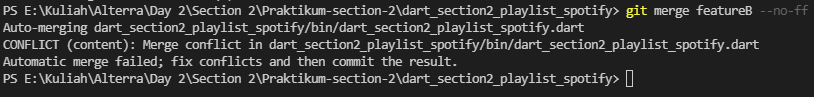 PS E:\Kuliah\Alterra\Day 2\Section 2\Praktikum-section-2\dart_section2_playlist_spotify> git merge featureB --no-ff
Auto-merging dart_section2_playlist_spotify/bin/dart_section2_playlist_spotify.dart
CONFLICT (content): Merge conflict in dart_section2_playlist_spotify/bin/dart_section2_playlist_spotify.dart
Automatic merge failed; fix conflicts and then commit the result.
PS E:\Kuliah\Alterra\Day 2\Section 2\Praktikum-section-2\dart_section2_playlist_spotify>